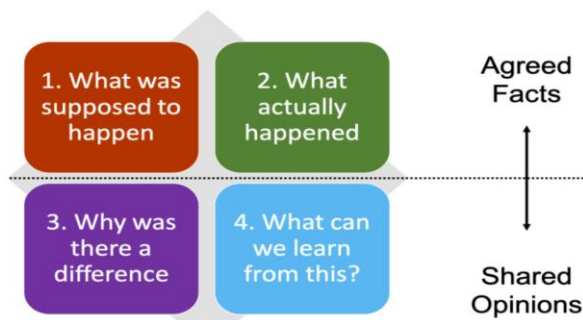 1. What was
supposed to
happen
2. What
actually
happened
Agreed
Facts
3. Why was
there a
difference
4. What can
we learn
from this?
Shared
Opinions